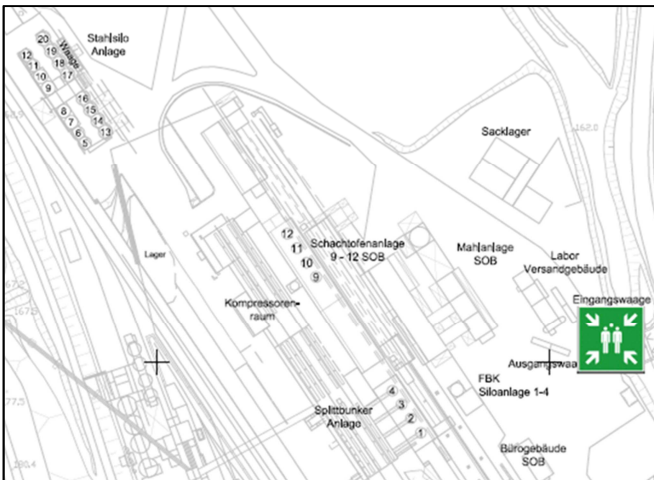 Stahlsilo
Anlage
Waage
20
19
18
17
12
11
10
9
16
15
14
13
8
7
6
5
Sacklager
162.0
12
11
10
9
Schachtofenanlage
9 - 12 SOB
Mahlanlage
SOB
Labor
Versandgebäude
Lager
Kompressoren-
raum
Eingangswaage
Ausgangswaa
FBK
Siloanlage 1-4
4
3
2
1
Splittbunker
Anlage
Bürogebäude
SOB